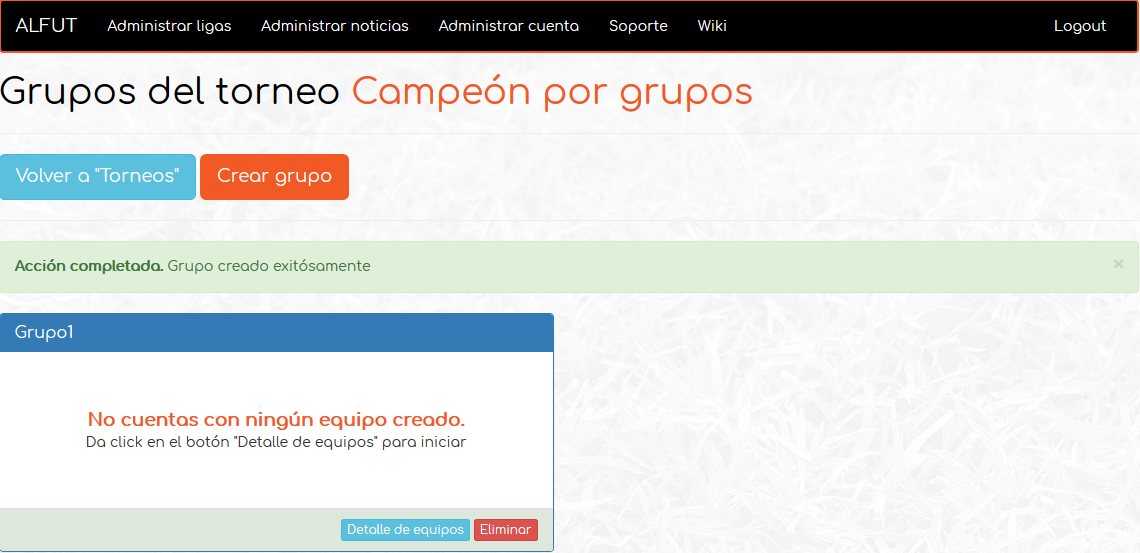 ALFUT Administrar ligas Administrar noticias Administrar cuenta Soporte Wiki Logout
Grupos del torneo Campeón por grupos
Volver a "Torneos" Crear grupo
Acción completada. Grupo creado exitósamente ×
Grupo1
No cuentas con ningún equipo creado.
Da click en el botón "Detalle de equipos" para iniciar
Detalle de equipos Eliminar